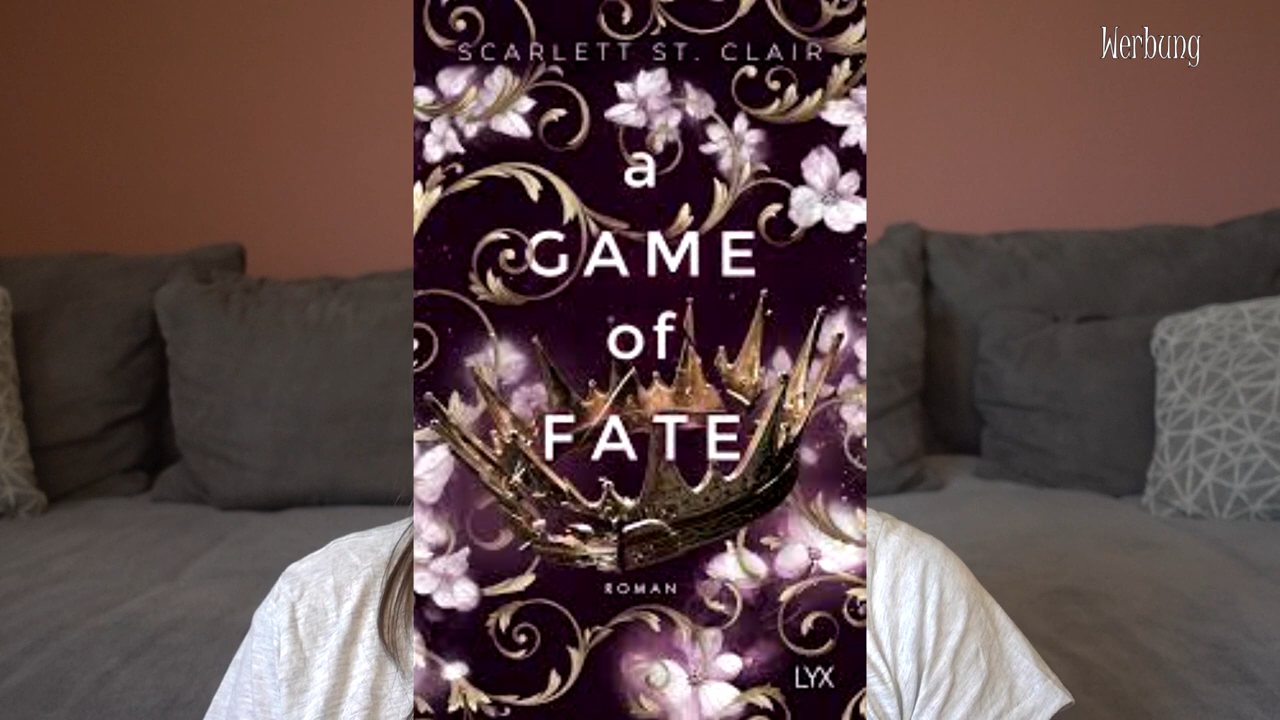 Werbung
SCARLETT ST. CLAIR
a
GAME
of
FATE
ROMAN
LYX